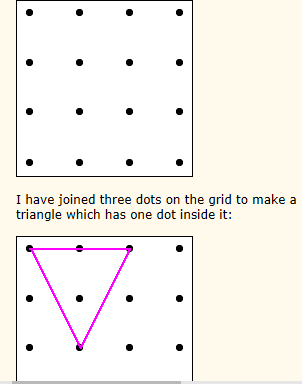 I have joined three dots on the grid to make a
triangle which has one dot inside it: